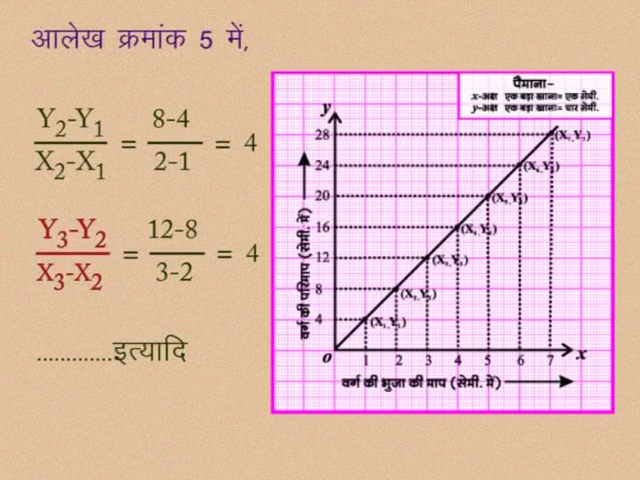 आलेख क्रमांक 5 में,
Y₂-Y₁ / X₂-X₁ = 8-4 / 2-1 = 4
Y₃-Y₂ / X₃-X₂ = 12-8 / 3-2 = 4
.............इत्यादि
पैमाना-
x-अक्ष एक बड़ा खाना= एक सेमी.
y-अक्ष एक बड़ा खाना= चार सेमी.
y
28
24
20
16
12
8
4
वर्ग की परिमाप (सेमी. में)
o
1 2 3 4 5 6 7 x
वर्ग की भुजा की माप (सेमी. में)